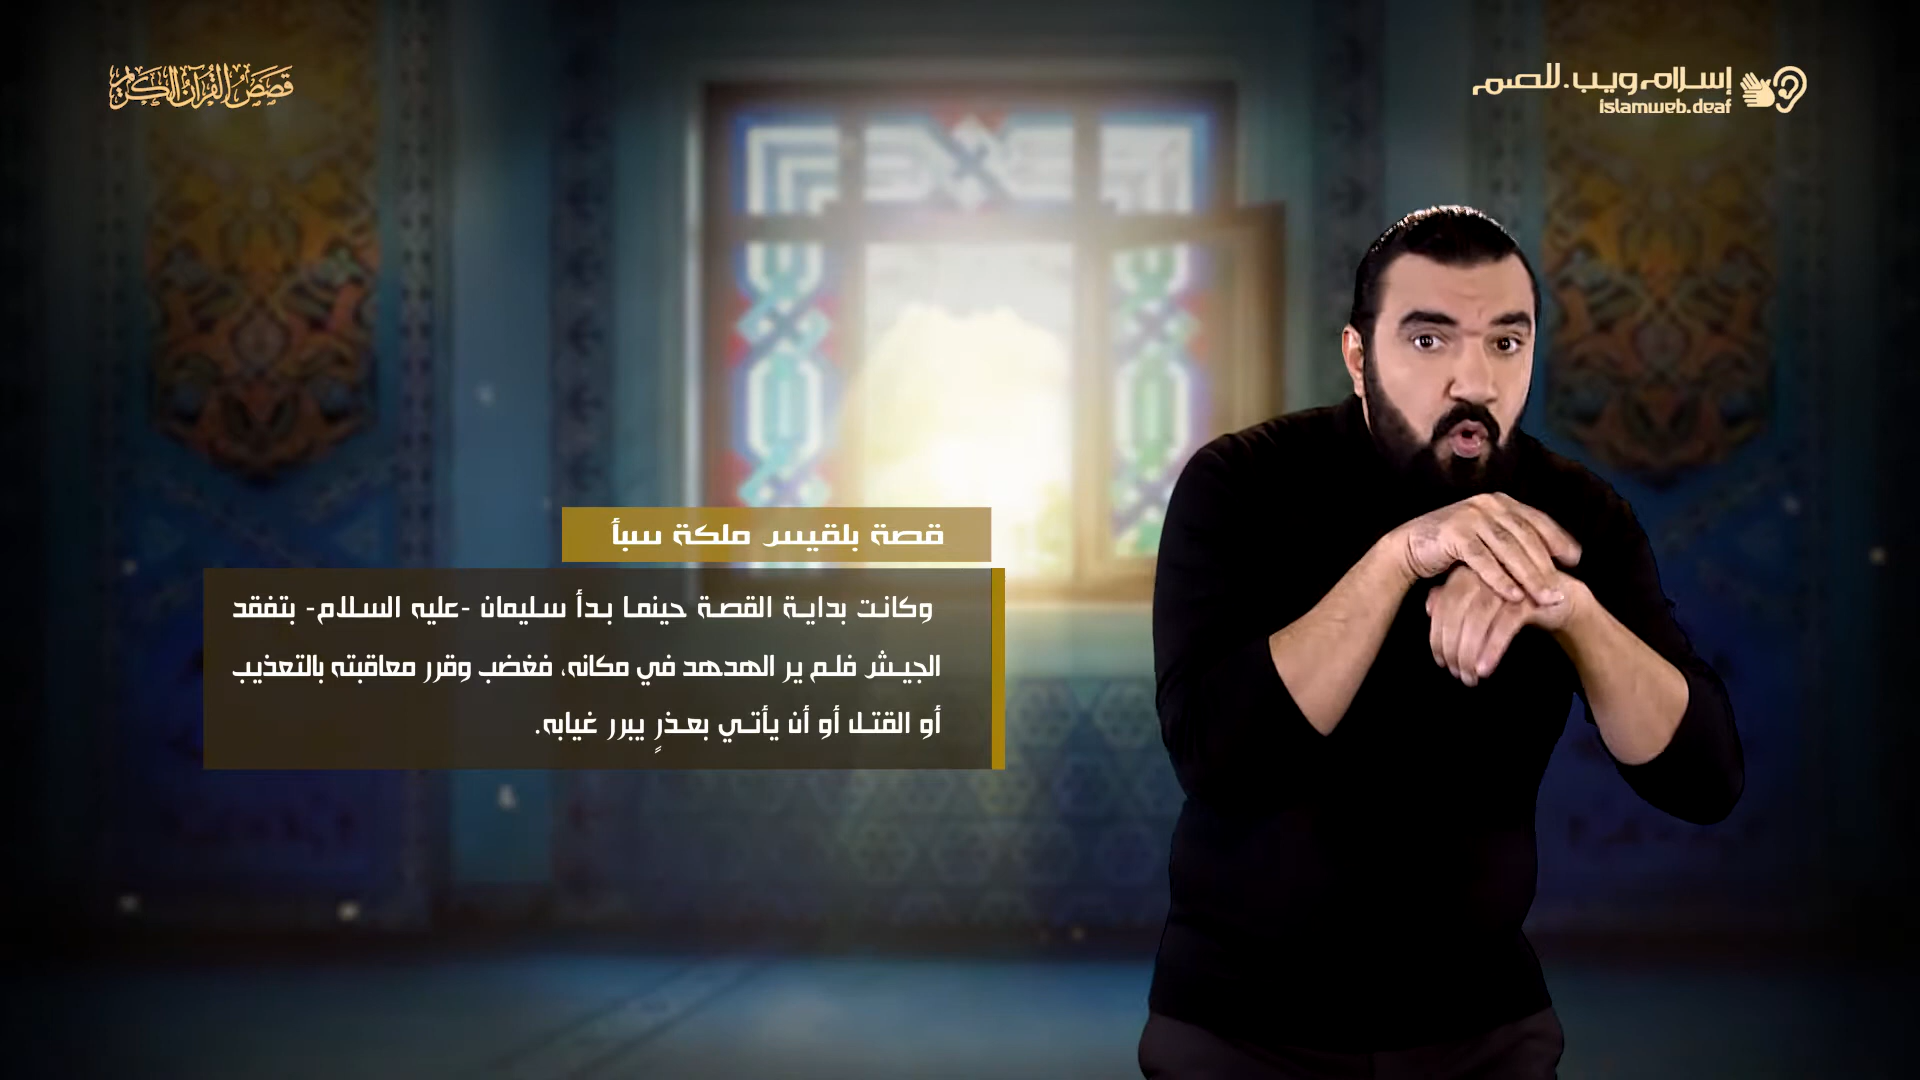 قصص القرآن الكريم
إسلام ويب.للصم
islamweb.deaf
قصة بلقيس ملكة سبأ
وكانت بداية القصة حينما بدأ سليمان -عليه السلام- بتفقد
الجيش فلم ير الهدهد في مكانه، فغضب وقرر معاقبته بالتعذيب
أو القتل أو أن يأتي بعذرٍ يبرر غيابه.